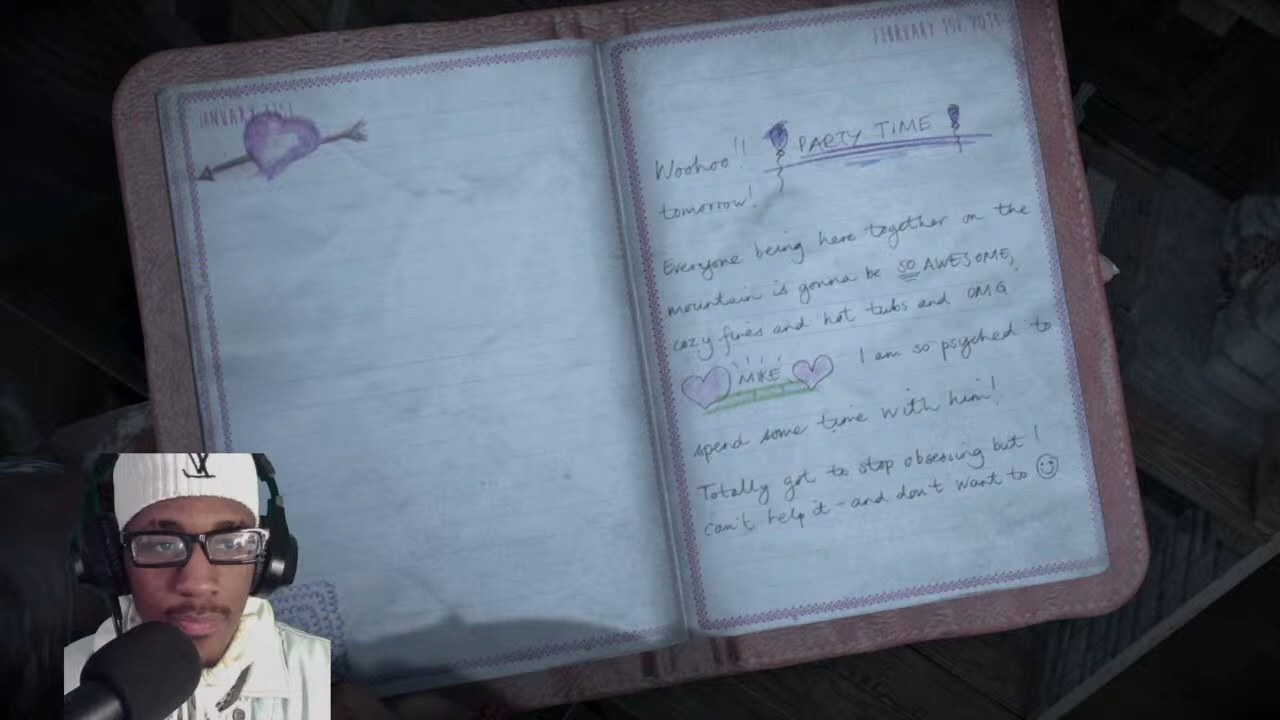 JANUARY 31ST
FEBRUARY 1ST 2014
Woohoo!! PARTY TIME
tomorrow!
Everyone being here together on the
mountain is gonna be SO AWESOME,
cozy fires and hot tubs and OMG
MIKE I am so psyched to
spend some time with him!
Totally got to stop obsessing but I
can't help it - and don't want to